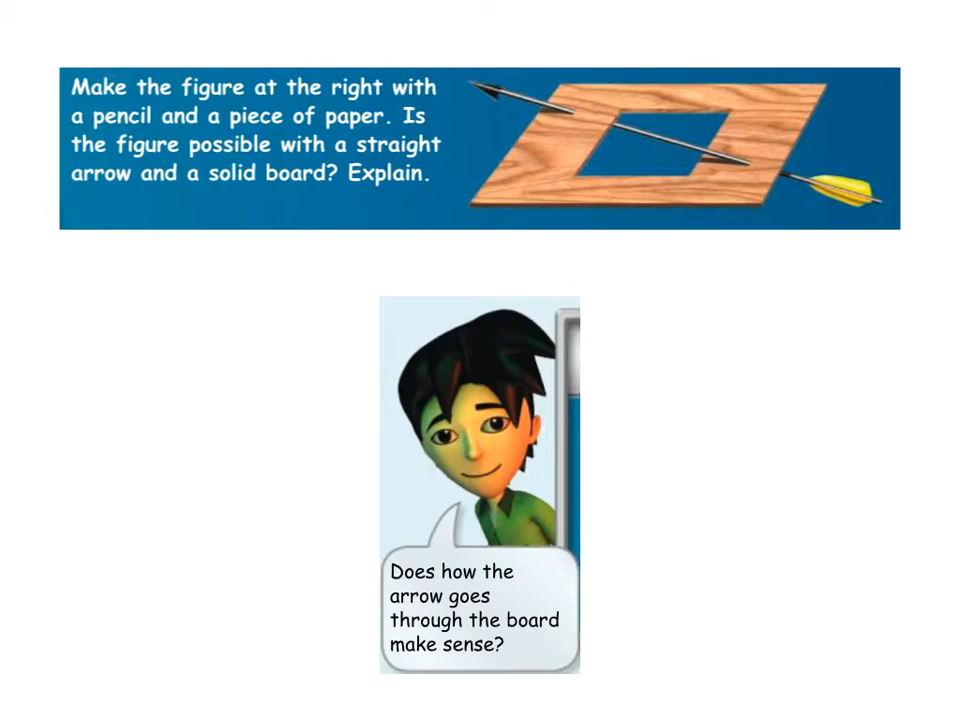 Make the figure at the right with
a pencil and a piece of paper. Is
the figure possible with a straight
arrow and a solid board? Explain.
Does how the
arrow goes
through the board
make sense?